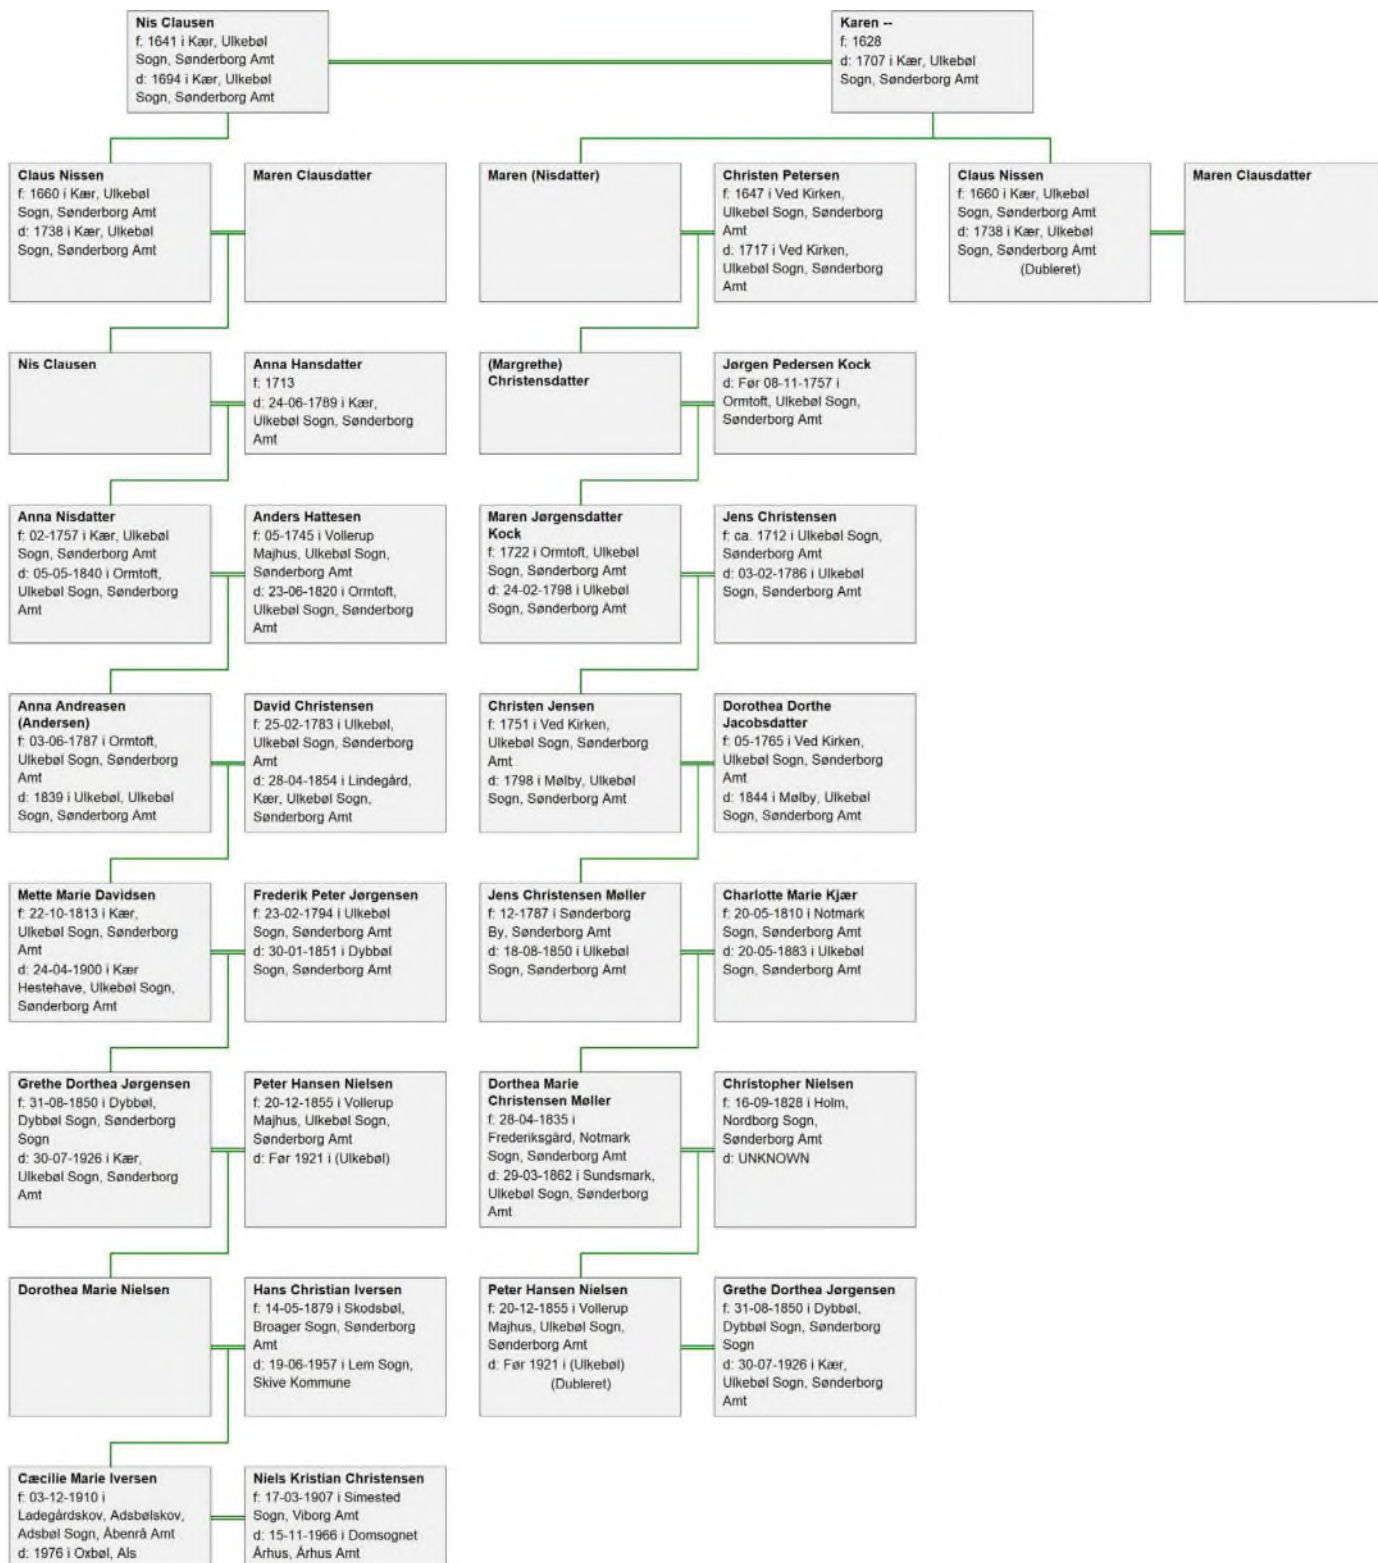 Nis Clausen
f: 1641 i Kær, Ulkebøl
Sogn, Sønderborg Amt
d: 1694 i Kær, Ulkebøl
Sogn, Sønderborg Amt
Karen --
f: 1628
d: 1707 i Kær, Ulkebøl
Sogn, Sønderborg Amt
Claus Nissen
f: 1660 i Kær, Ulkebøl
Sogn, Sønderborg Amt
d: 1738 i Kær, Ulkebøl
Sogn, Sønderborg Amt
Maren Clausdatter
Maren (Nisdatter)
Christen Petersen
f: 1647 i Ved Kirken,
Ulkebøl Sogn, Sønderborg
Amt
d: 1717 i Ved Kirken,
Ulkebøl Sogn, Sønderborg
Amt
Claus Nissen
f: 1660 i Kær, Ulkebøl
Sogn, Sønderborg Amt
d: 1738 i Kær, Ulkebøl
Sogn, Sønderborg Amt
(Dubleret)
Maren Clausdatter
Nis Clausen
Anna Hansdatter
f: 1713
d: 24-06-1789 i Kær,
Ulkebøl Sogn, Sønderborg
Amt
(Margrethe)
Christensdatter
Jørgen Pedersen Kock
d: Før 08-11-1757 i
Ormtoft, Ulkebøl Sogn,
Sønderborg Amt
Anna Nisdatter
f: 02-1757 i Kær, Ulkebøl
Sogn, Sønderborg Amt
d: 05-05-1840 i Ormtoft,
Ulkebøl Sogn, Sønderborg
Amt
Anders Hattesen
f: 05-1745 i Vollerup
Majhus, Ulkebøl Sogn,
Sønderborg Amt
d: 23-06-1820 i Ormtoft,
Ulkebøl Sogn, Sønderborg
Amt
Maren Jørgensdatter
Kock
f: 1722 i Ormtoft, Ulkebøl
Sogn, Sønderborg Amt
d: 24-02-1798 i Ulkebøl
Sogn, Sønderborg Amt
Jens Christensen
f: ca. 1712 i Ulkebøl Sogn,
Sønderborg Amt
d: 03-02-1786 i Ulkebøl
Sogn, Sønderborg Amt
Anna Andreasen
(Andersen)
f: 03-06-1787 i Ormtoft,
Ulkebøl Sogn, Sønderborg
Amt
d: 1839 i Ulkebøl, Ulkebøl
Sogn, Sønderborg Amt
David Christensen
f: 25-02-1783 i Ulkebøl,
Ulkebøl Sogn, Sønderborg
Amt
d: 28-04-1854 i Lindegård,
Kær, Ulkebøl Sogn,
Sønderborg Amt
Christen Jensen
f: 1751 i Ved Kirken,
Ulkebøl Sogn, Sønderborg
Amt
d: 1798 i Mølby, Ulkebøl
Sogn, Sønderborg Amt
Dorothea Dorthe
Jacobsdatter
f: 05-1765 i Ved Kirken,
Ulkebøl Sogn, Sønderborg
Amt
d: 1844 i Mølby, Ulkebøl
Sogn, Sønderborg Amt
Mette Marie Davidsen
f: 22-10-1813 i Kær,
Ulkebøl Sogn, Sønderborg
Amt
d: 24-04-1900 i Kær
Hestehave, Ulkebøl Sogn,
Sønderborg Amt
Frederik Peter Jørgensen
f: 23-02-1794 i Ulkebøl
Sogn, Sønderborg Amt
d: 30-01-1851 i Dybbøl
Sogn, Sønderborg Amt
Jens Christensen Møller
f: 12-1787 i Sønderborg
By, Sønderborg Amt
d: 18-08-1850 i Ulkebøl
Sogn, Sønderborg Amt
Charlotte Marie Kjær
f: 20-05-1810 i Notmark
Sogn, Sønderborg Amt
d: 20-05-1883 i Ulkebøl
Sogn, Sønderborg Amt
Grethe Dorthea Jørgensen
f: 31-08-1850 i Dybbøl,
Dybbøl Sogn, Sønderborg
Sogn
d: 30-07-1926 i Kær,
Ulkebøl Sogn, Sønderborg
Amt
Peter Hansen Nielsen
f: 20-12-1855 i Vollerup
Majhus, Ulkebøl Sogn,
Sønderborg Amt
d: Før 1921 i (Ulkebøl)
Dorthea Marie
Christensen Møller
f: 28-04-1835 i
Frederiksgård, Notmark
Sogn, Sønderborg Amt
d: 29-03-1862 i Sundsmark,
Ulkebøl Sogn, Sønderborg
Amt
Christopher Nielsen
f: 16-09-1828 i Holm,
Nordborg Sogn,
Sønderborg Amt
d: UNKNOWN
Dorothea Marie Nielsen
Hans Christian Iversen
f: 14-05-1879 i Skodsbøl,
Broager Sogn, Sønderborg
Amt
d: 19-06-1957 i Lem Sogn,
Skive Kommune
Peter Hansen Nielsen
f: 20-12-1855 i Vollerup
Majhus, Ulkebøl Sogn,
Sønderborg Amt
d: Før 1921 i (Ulkebøl)
(Dubleret)
Grethe Dorthea Jørgensen
f: 31-08-1850 i Dybbøl,
Dybbøl Sogn, Sønderborg
Sogn
d: 30-07-1926 i Kær,
Ulkebøl Sogn, Sønderborg
Amt
Cæcilie Marie Iversen
f: 03-12-1910 i
Ladegårdskov, Adsbølskov,
Adsbøl Sogn, Åbenrå Amt
d: 1976 i Oxbøl, Als
Niels Kristian Christensen
f: 17-03-1907 i Simested
Sogn, Viborg Amt
d: 15-11-1966 i Domsognet
Århus, Århus Amt